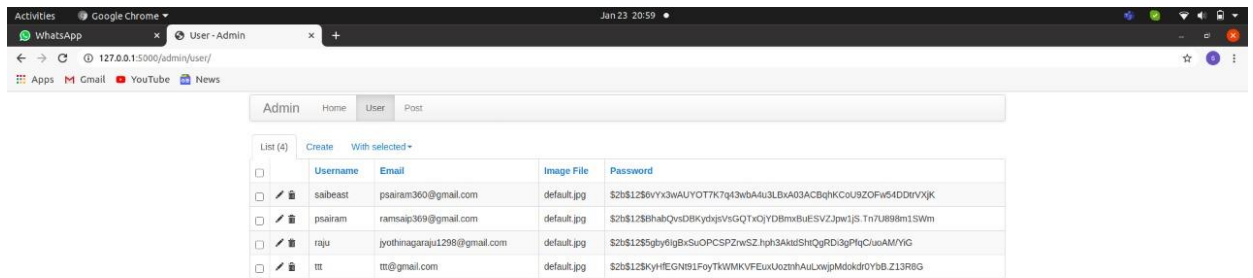 Activities Google Chrome Jan 23 20:59
WhatsApp User - Admin
127.0.0.1:5000/admin/user/
Apps Gmail YouTube News
Admin Home User Post
List (4) Create With selected
Username Email Image File Password
saibeast psairam360@gmail.com default.jpg
psairam ramsaip369@gmail.com default.jpg
raju jyothinagaraju1298@gmail.com default.jpg
ttt ttt@gmail.com default.jpg